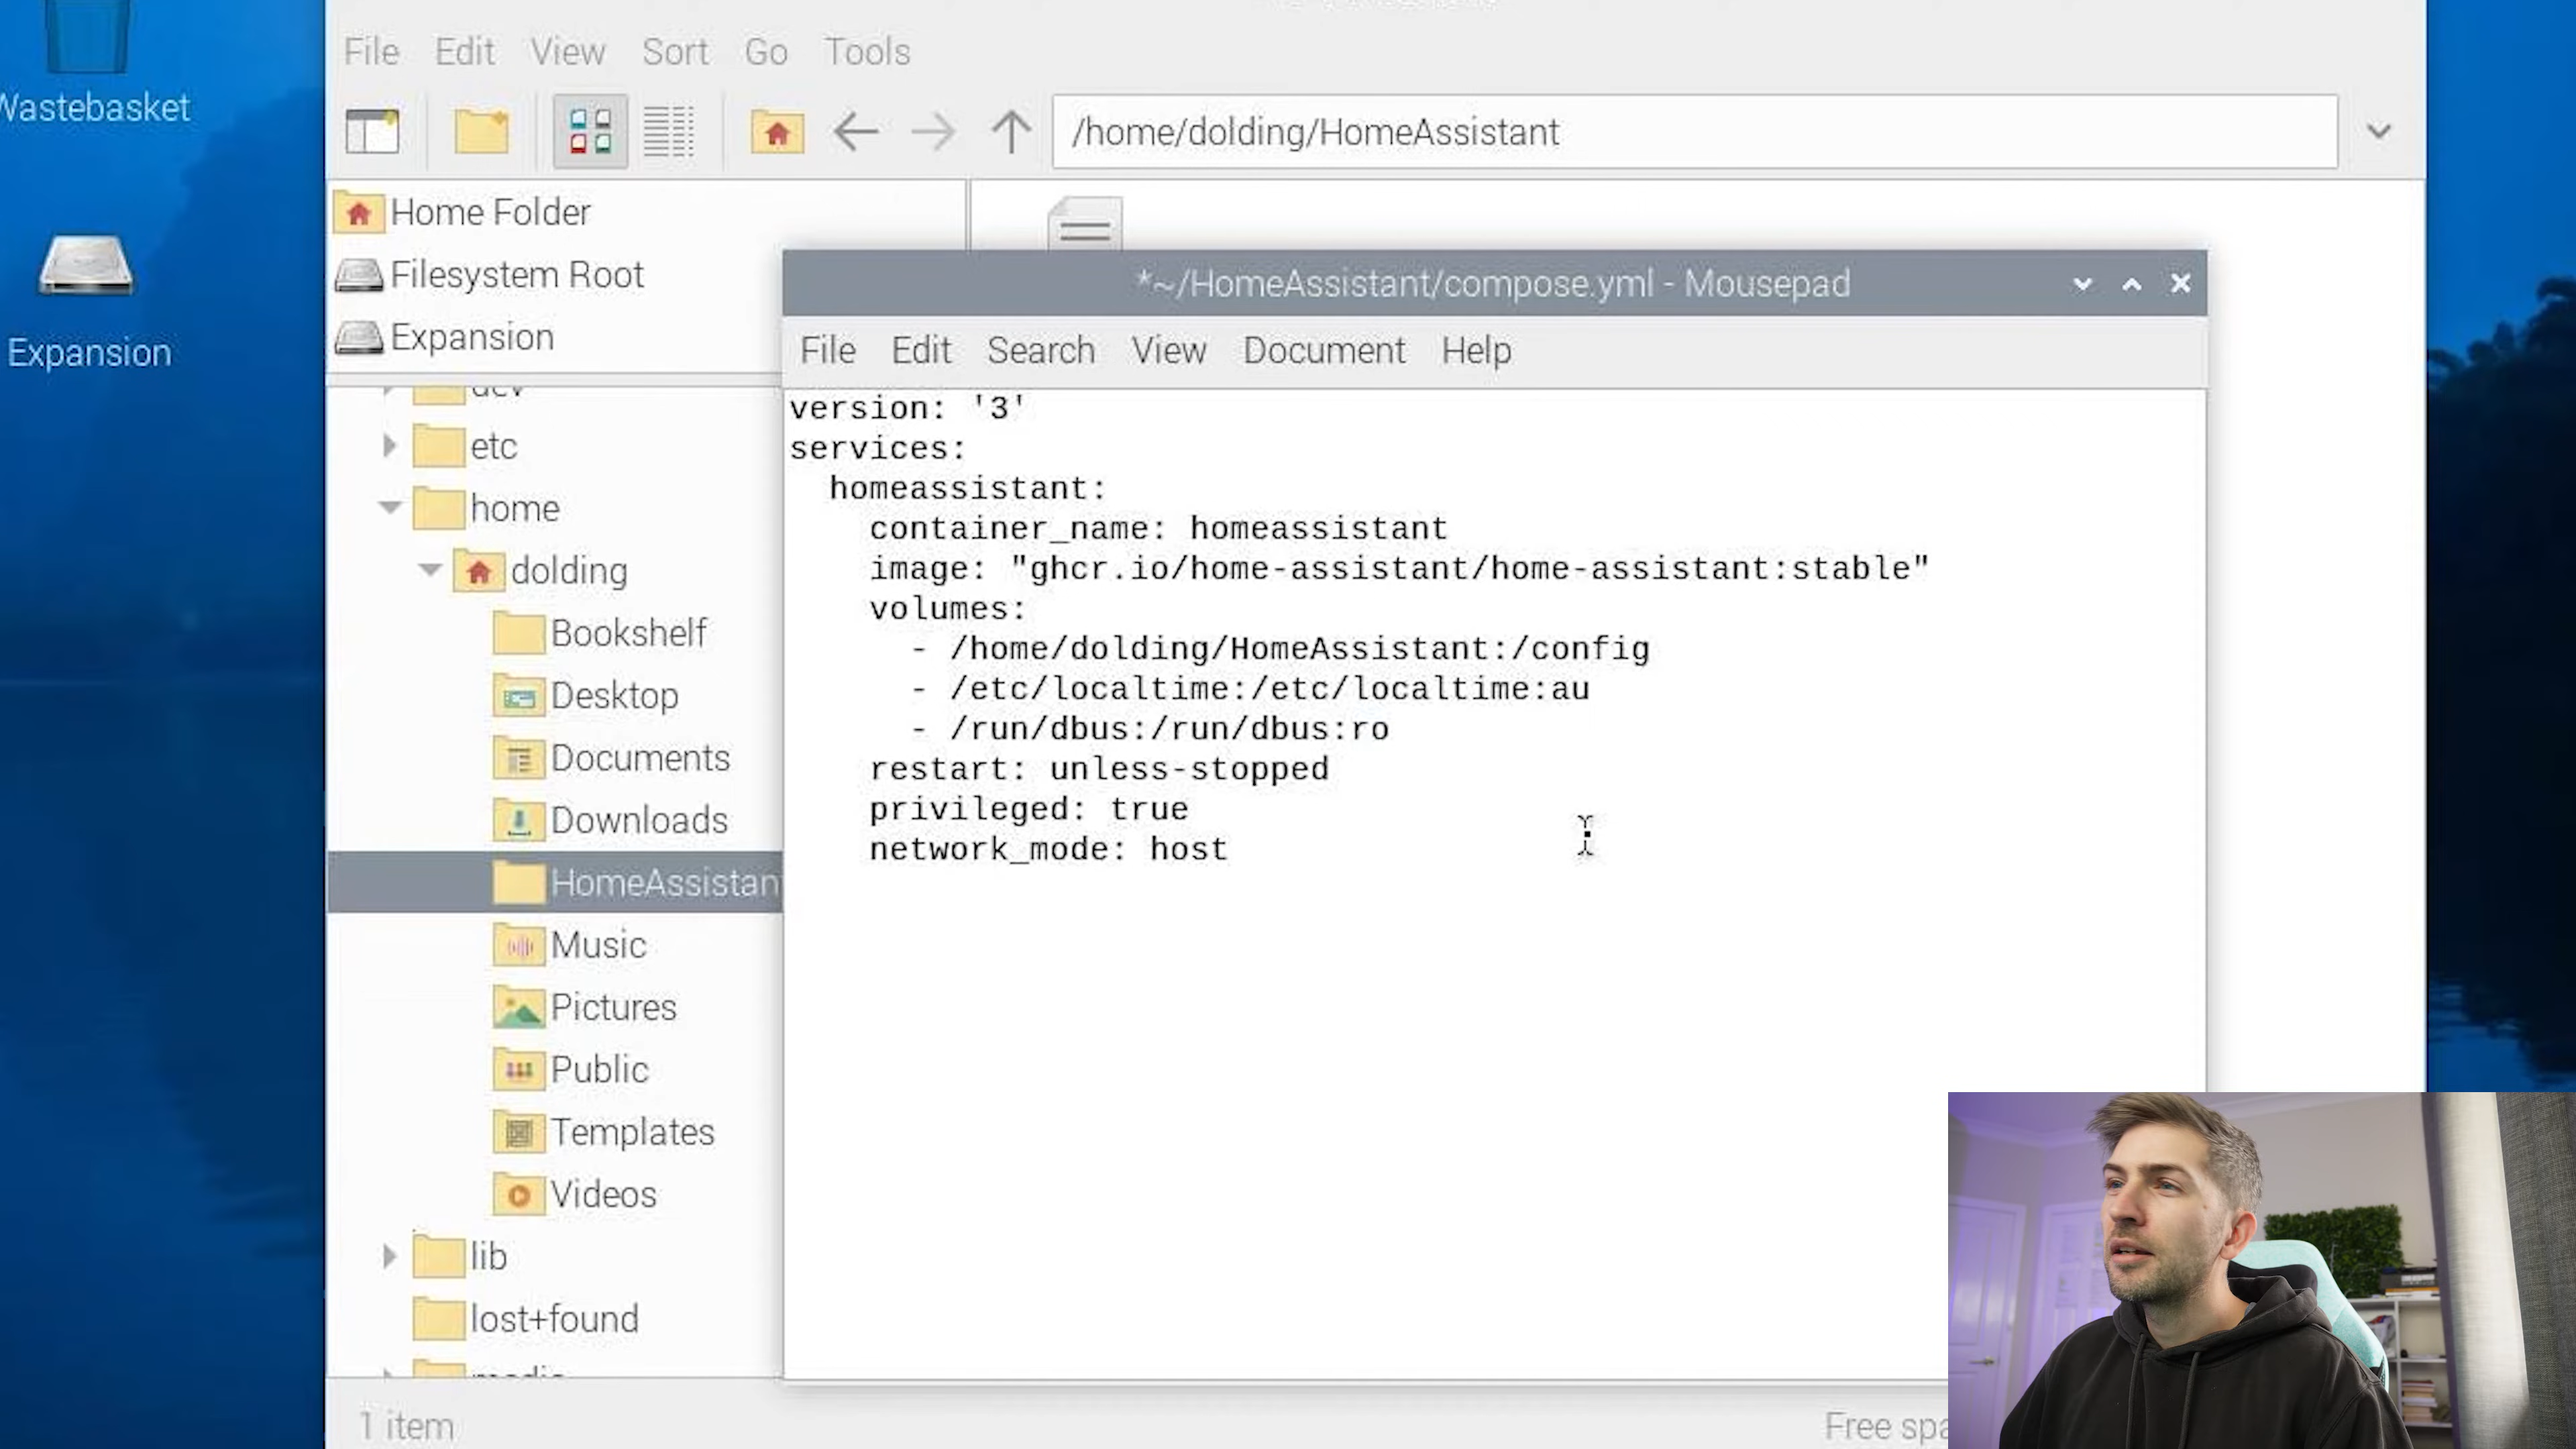 File Edit View Sort Go Tools
/home/dolding/HomeAssistant
Wastebasket
Expansion
Home Folder
Filesystem Root
Expansion
etc
home
dolding
Bookshelf
Desktop
Documents
Downloads
HomeAssistan
Music
Pictures
Public
Templates
Videos
lib
lost+found
1 item
*~/HomeAssistant/compose.yml - Mousepad
File Edit Search View Document Help
version: '3'
services:
  homeassistant:
    container_name: homeassistant
    image: "ghcr.io/home-assistant/home-assistant:stable"
    volumes:
      - /home/dolding/HomeAssistant:/config
      - /etc/localtime:/etc/localtime:au
      - /run/dbus:/run/dbus:ro
    restart: unless-stopped
    privileged: true
    network_mode: host
Free spa